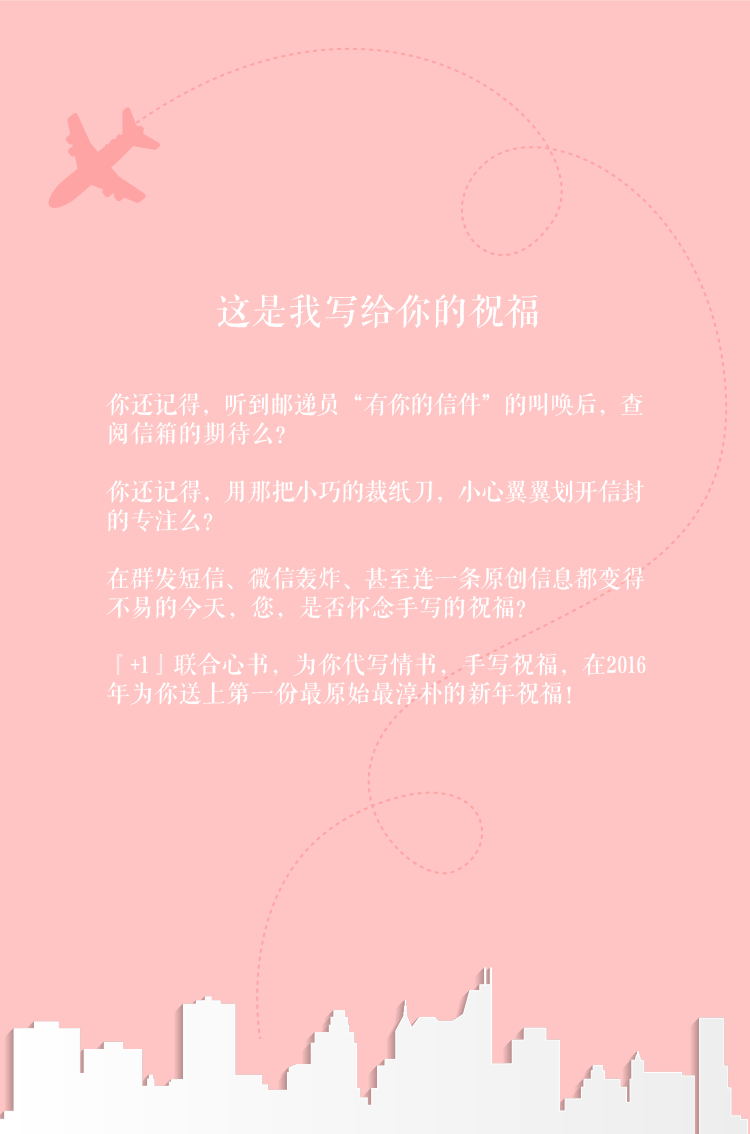 这是我写给你的祝福
你还记得，听到邮递员“有你的信件”的叫唤后，查
阅信箱的期待么？
你还记得，用那把小巧的裁纸刀，小心翼翼划开信封
的专注么？
在群发短信、微信轰炸、甚至连一条原创信息都变得
不易的今天，您，是否怀念手写的祝福？
「+1」联合心书，为你代写情书，手写祝福，在2016
年为你送上第一份最原始最淳朴的新年祝福！